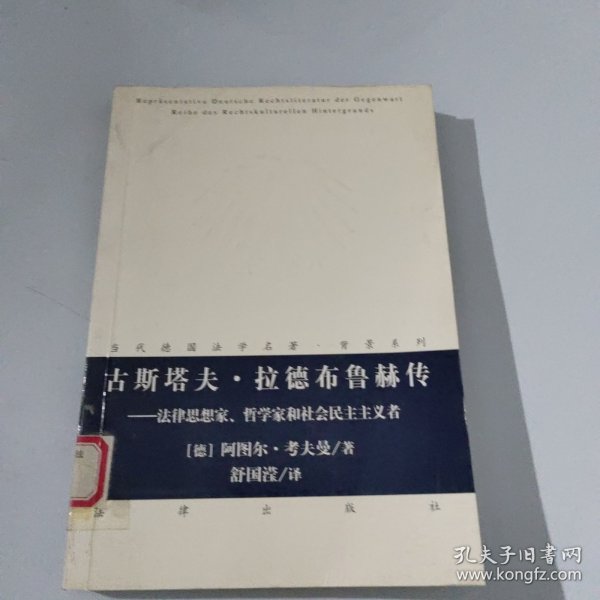 Repräsentative Deutsche Rechtsliteratur der Gegenwart
Reihe des Rechtskulturellen Hintergrunds
当代德国法学名著·背景系列
古斯塔夫·拉德布鲁赫传
——法律思想家、哲学家和社会民主主义者
[德]阿图尔·考夫曼/著
舒国滢/译
法律出版社
孔夫子旧书网
www.kongfz.com